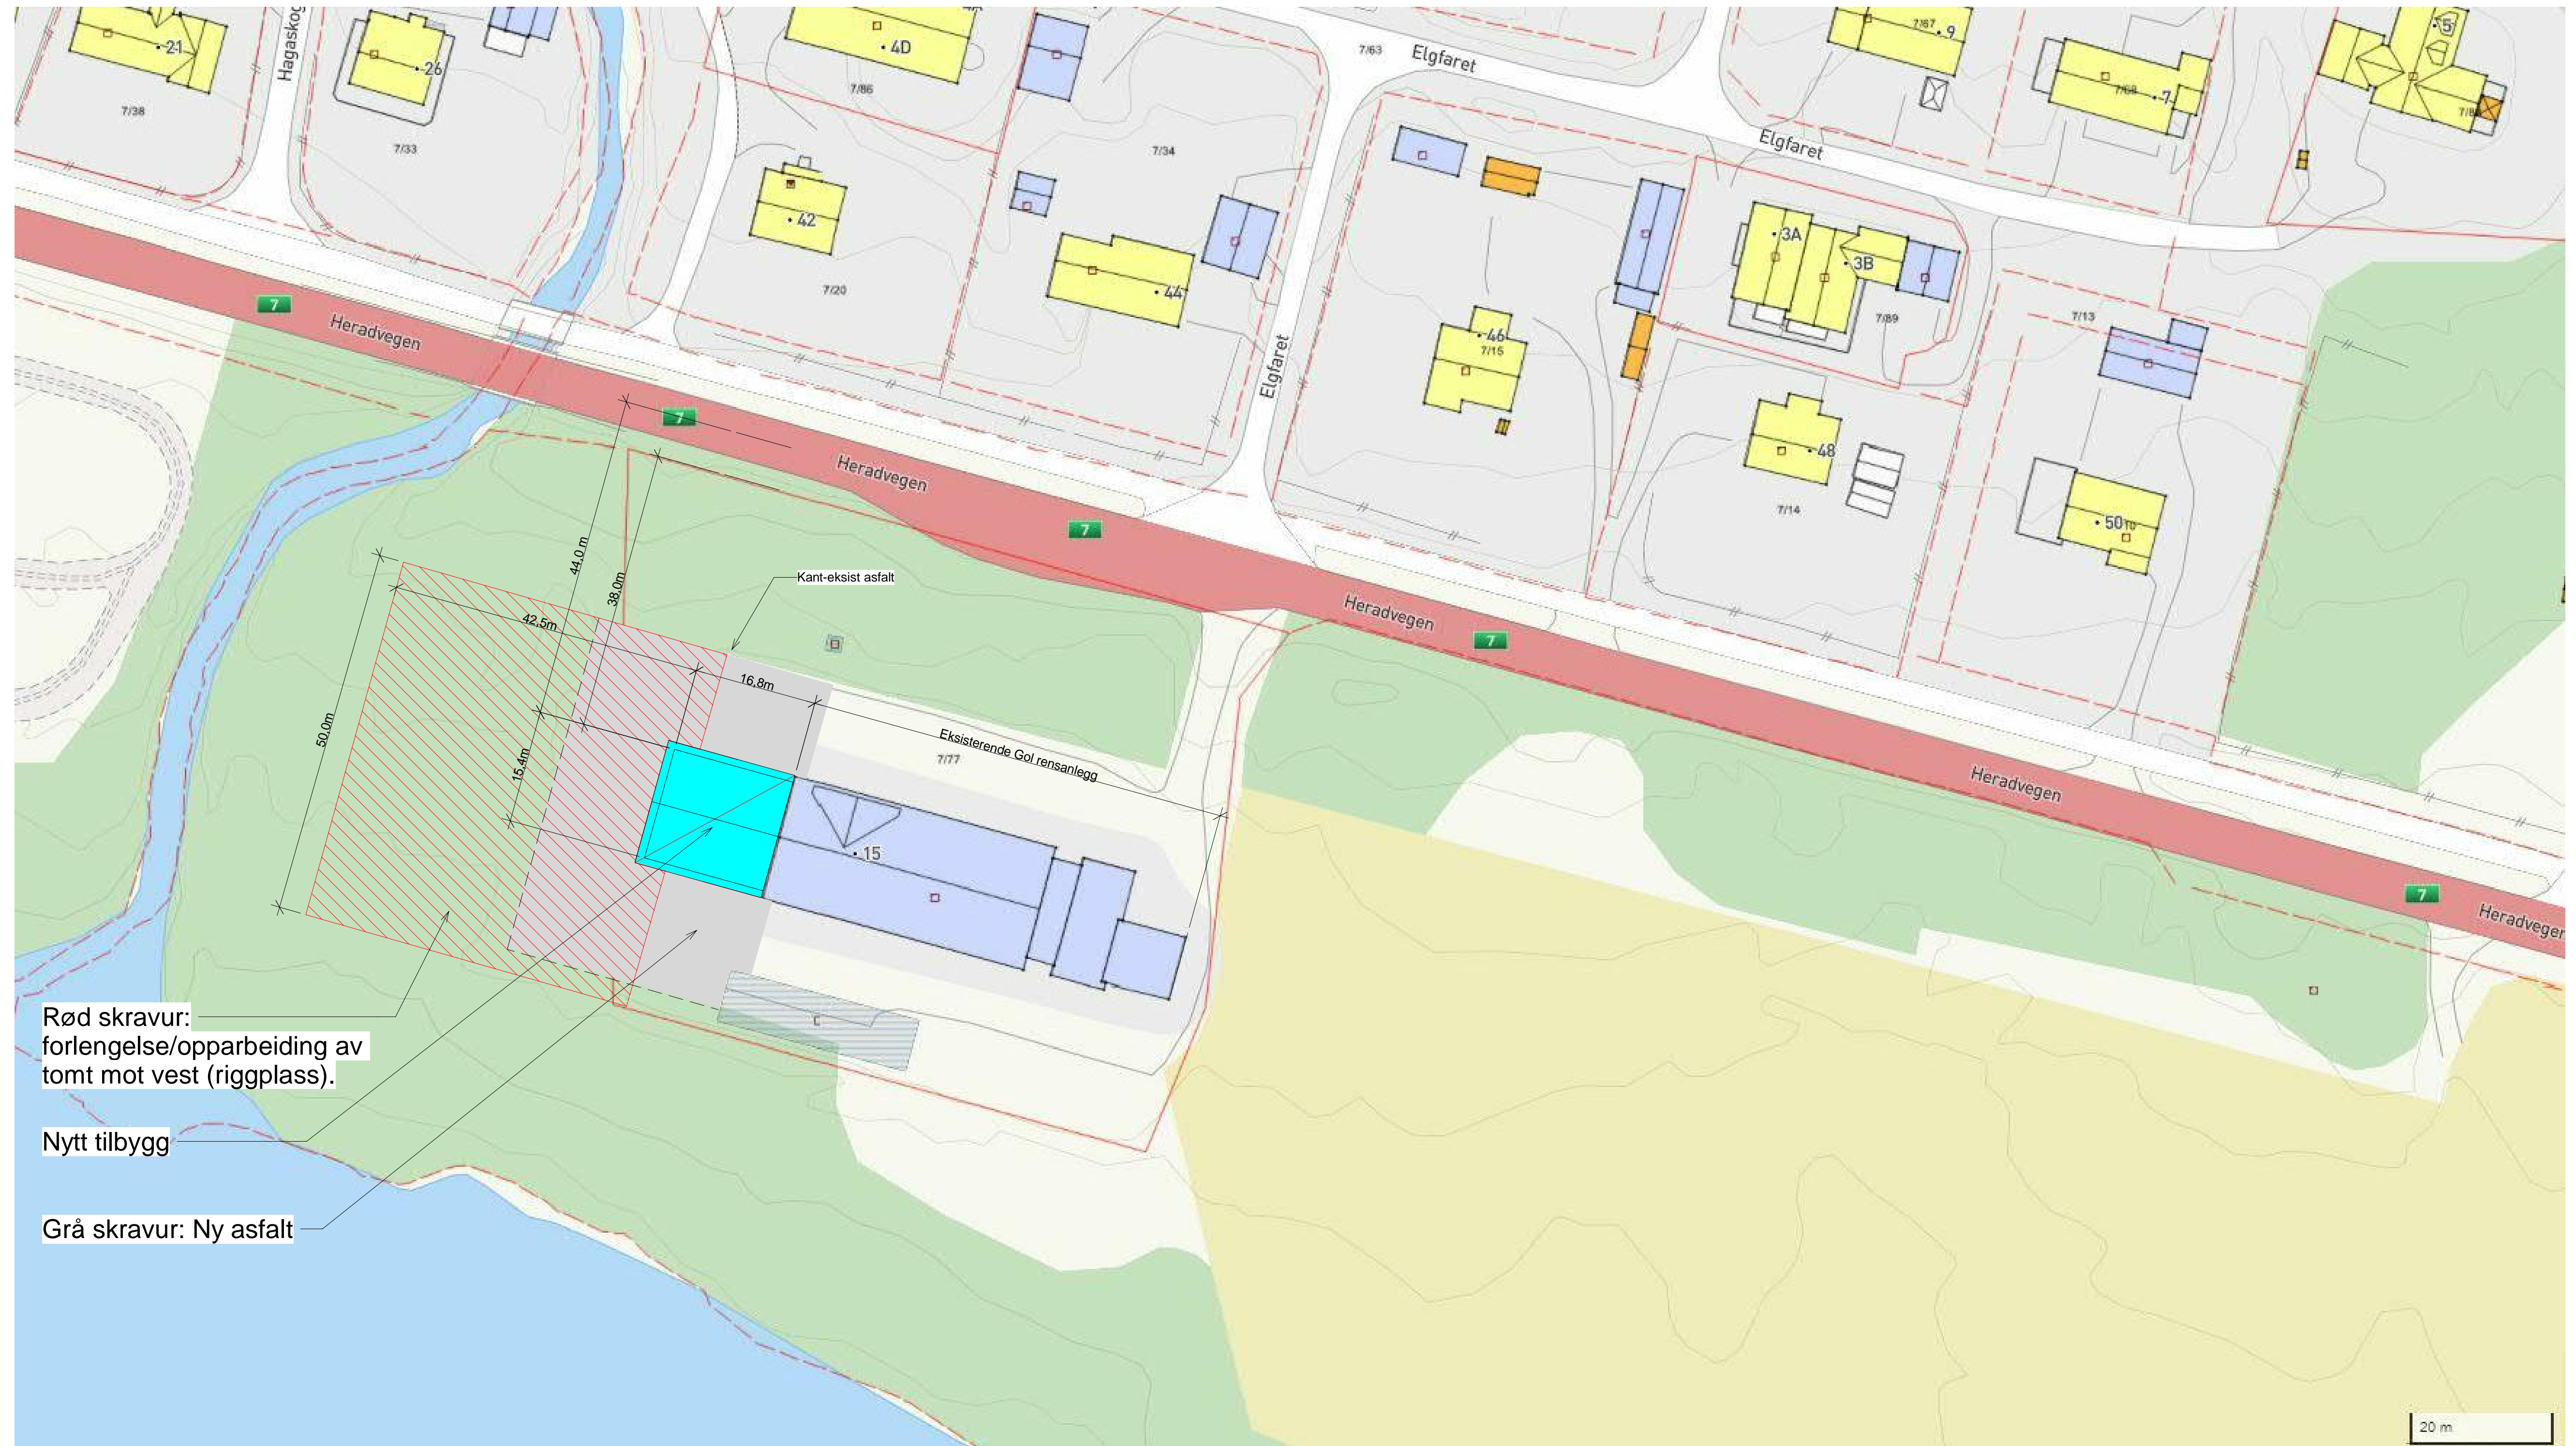 21
26
4D
9
7/67
7/68
7
5
Elgfaret
7/63
7/38
7/33
7/86
7/34
Elgfaret
42
44
7/20
3A
3B
7/89
7/13
46
7/15
7
Heradvegen
Elgfaret
7
Heradvegen
48
7/14
50
7
44,0 m
38,0m
Kant-eksist asfalt
Heradvegen
7
42,5m
16,8m
50,0m
15,4m
Eksisterende Gol rensanlegg
7/77
Heradvegen
15
7
Heradveger
Rød skravur:
forlengelse/opparbeiding av
tomt mot vest (riggplass).
Nytt tilbygg
Grå skravur: Ny asfalt
20 m